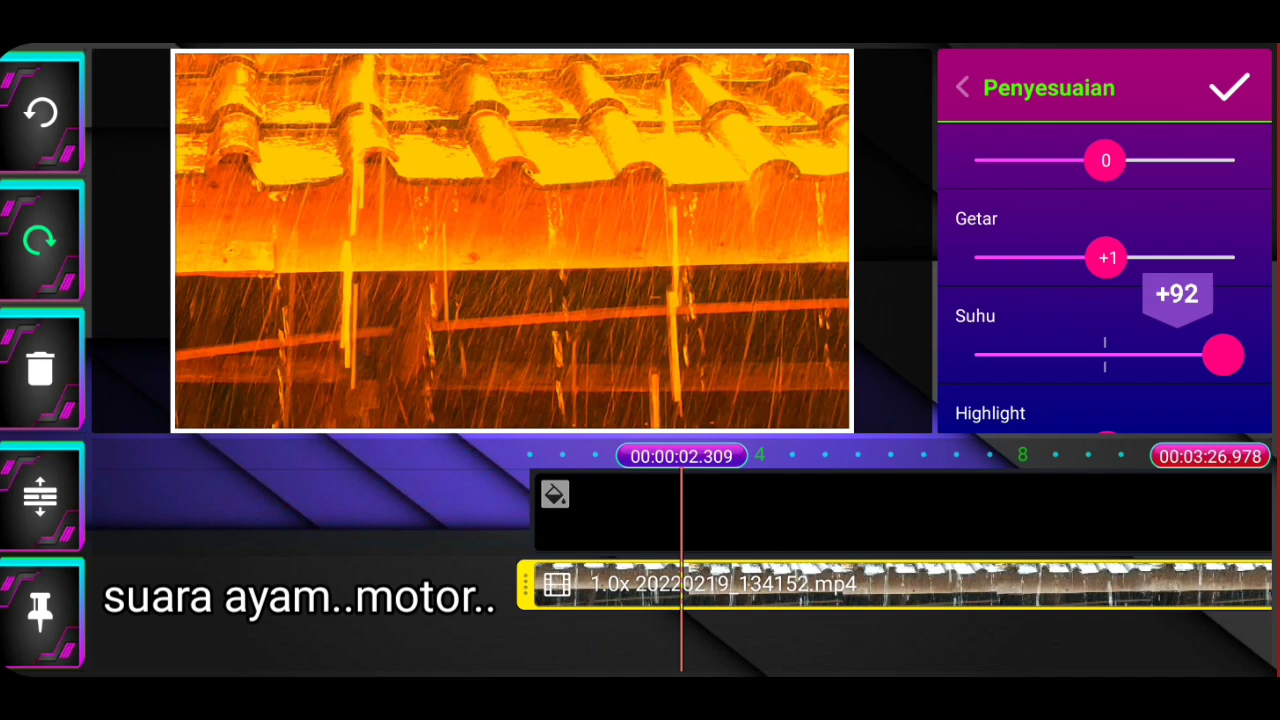 Penyesuaian
0
Getar
+1
+92
Suhu
Highlight
00:00:02.309
4
8
00:03:26.978
1.0x 20220219_134152.mp4
suara ayam..motor..